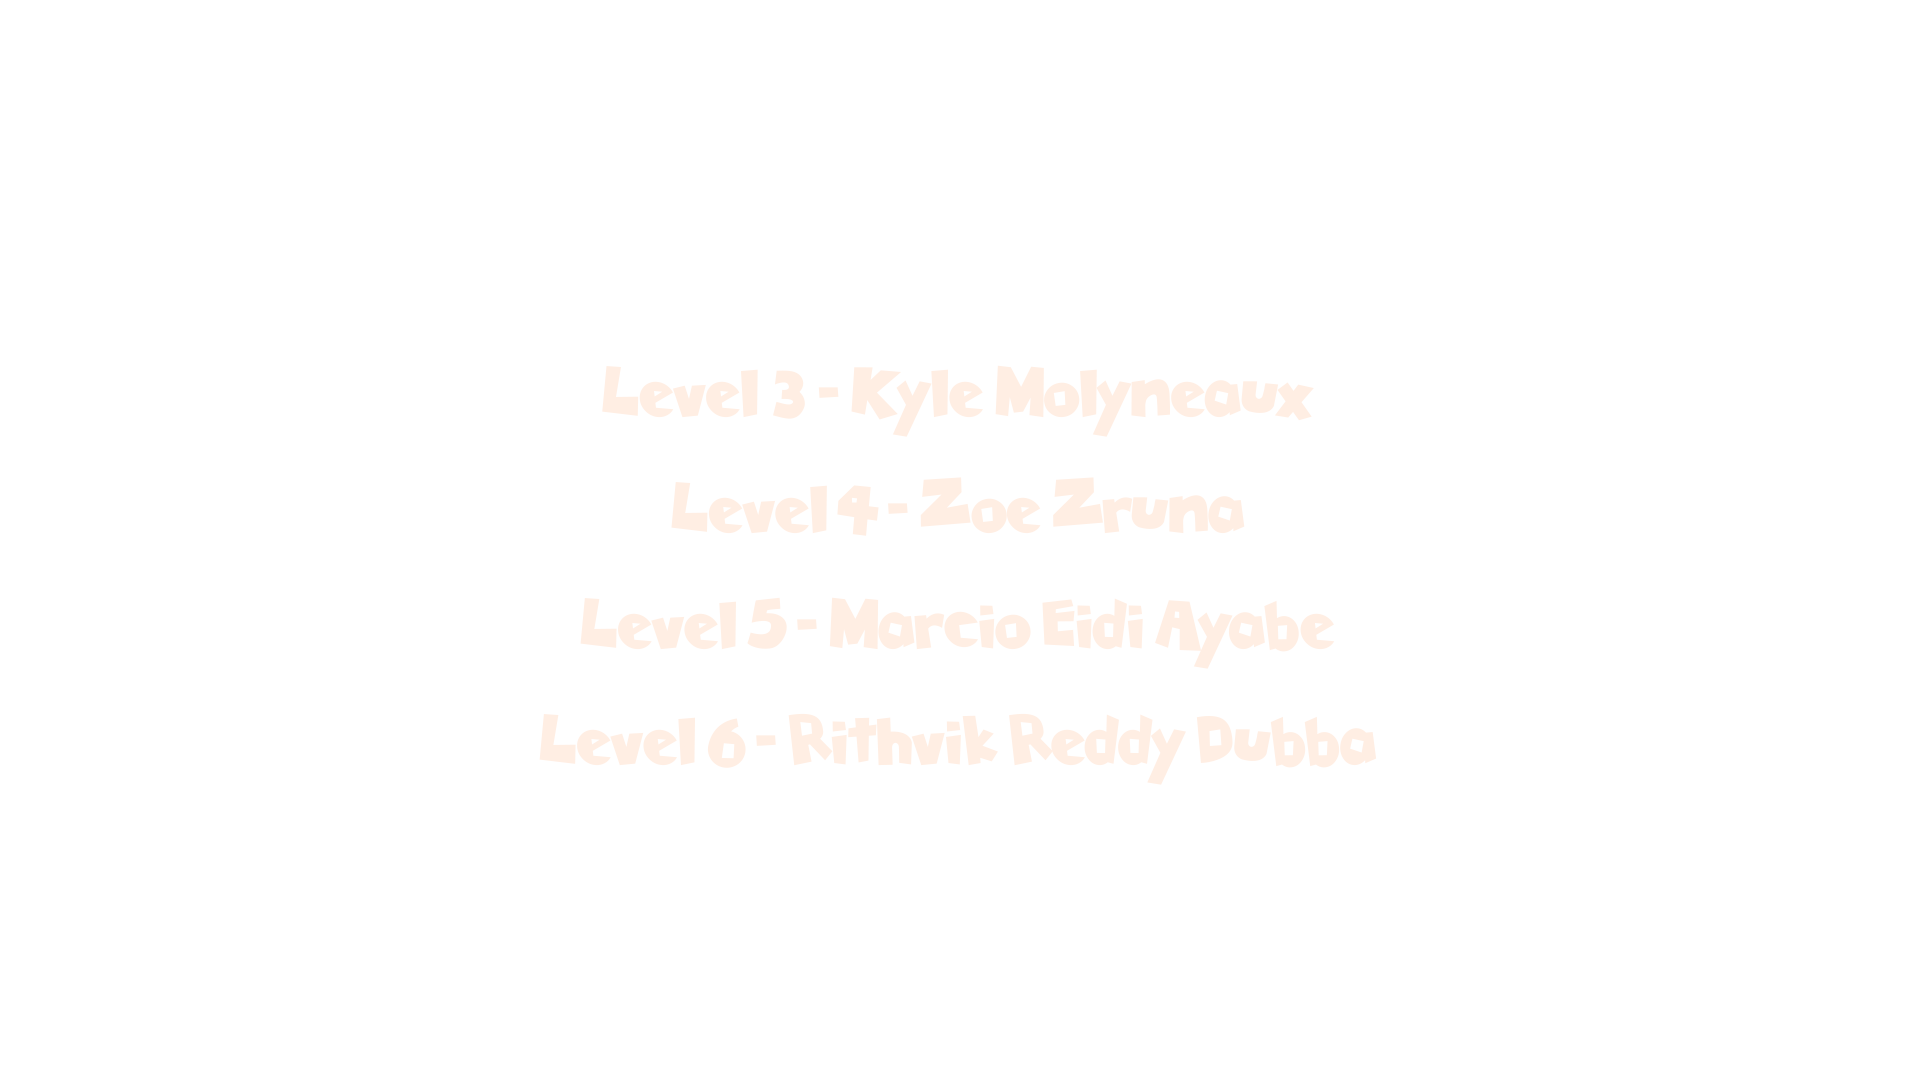 Level 3 - Kyle Molyneaux
Level 4 - Zoe Zruna
Level 5 - Marcio Eidi Ayabe
Level 6 - Rithvik Reddy Dubba